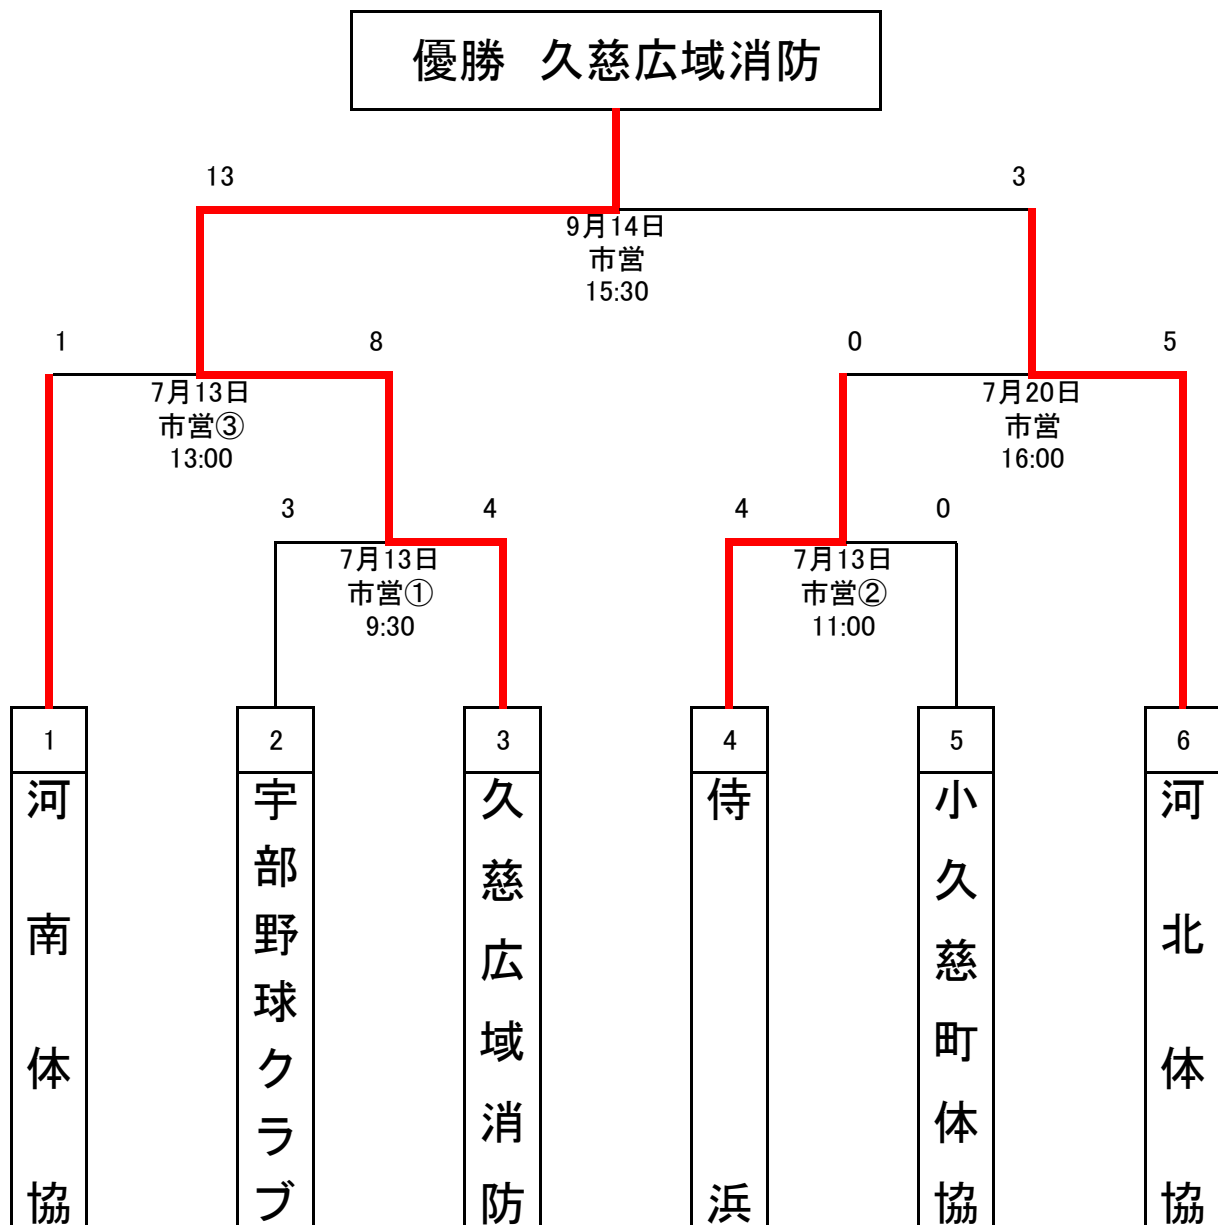 優勝　久慈広域消防
13
3
9月14日
市営
15:30
1
8
0
5
7月13日
市営③
13:00
7月20日
市営
16:00
3
4
4
0
7月13日
市営①
9:30
7月13日
市営②
11:00
1
2
3
4
5
6
河南体協
宇部野球クラブ
久慈広域消防
侍浜
小久慈町体協
河北体協